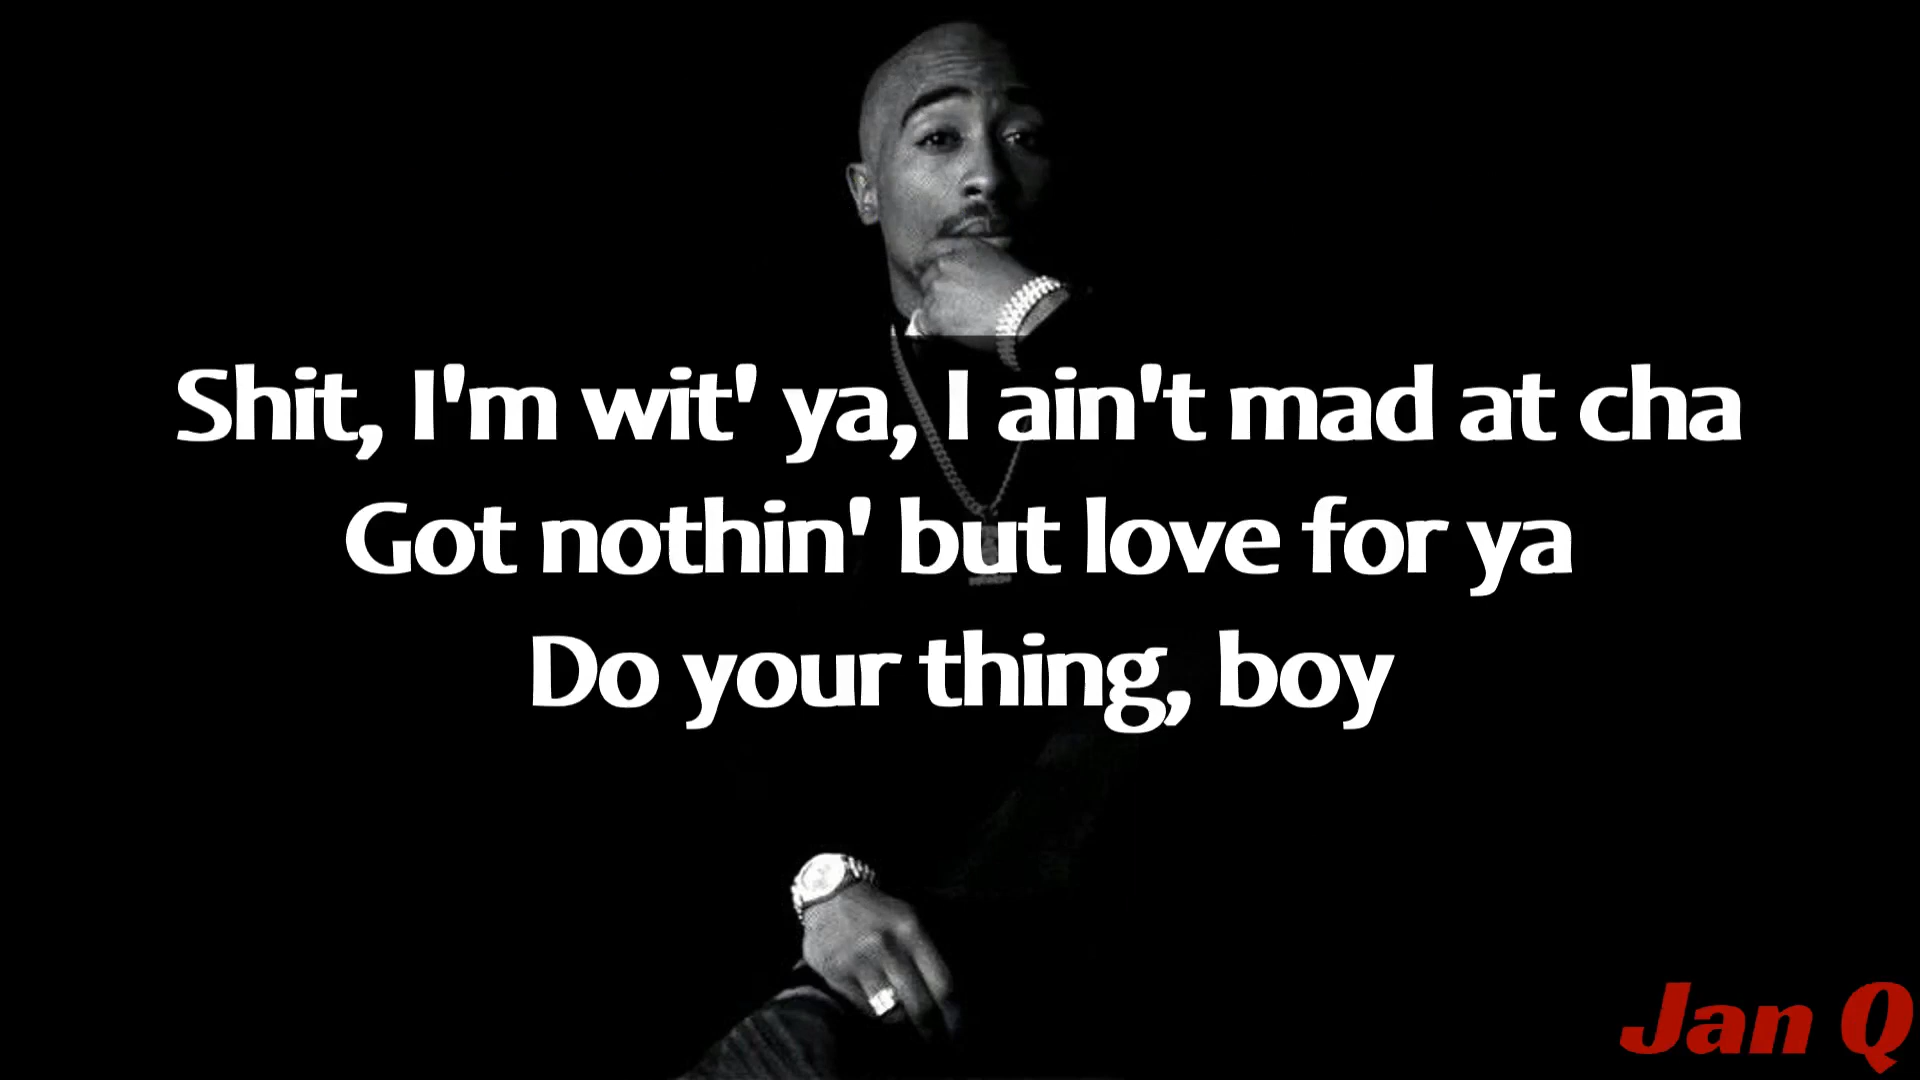 Shit, I'm wit' ya, I ain't mad at cha
Got nothin' but love for ya
Do your thing, boy
Jan Q